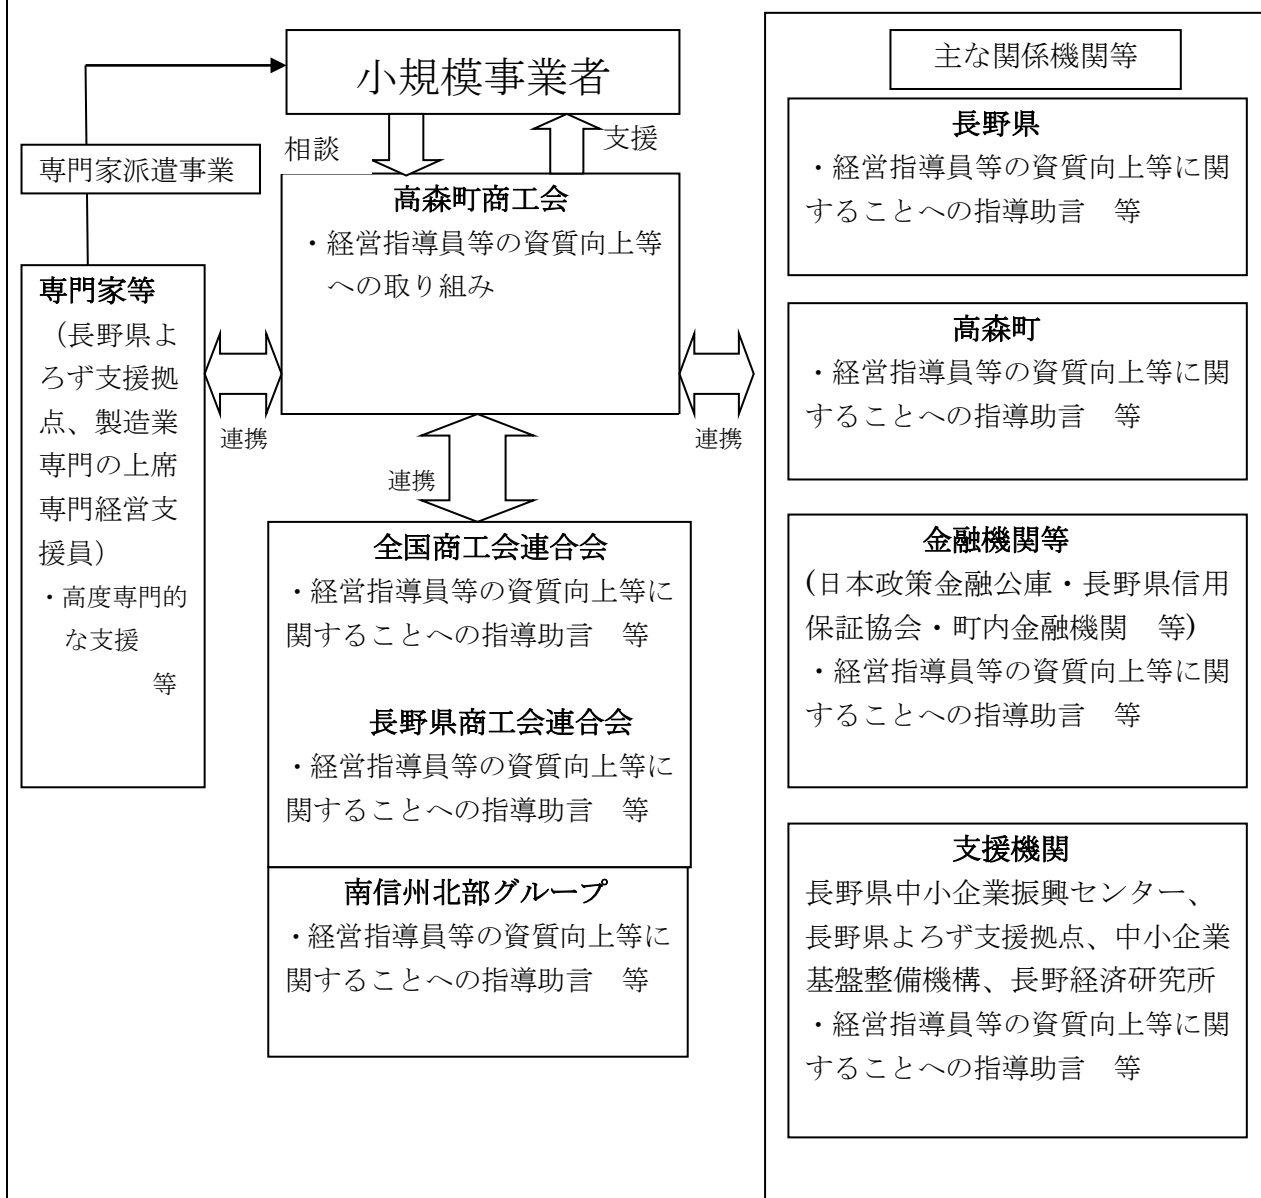 小規模事業者
専門家派遣事業
相談
支援
高森町商工会
・経営指導員等の資質向上等
への取り組み
専門家等
(長野県よ
ろず支援拠
点、製造業
専門の上席
専門経営支
援員)
・高度専門的
な支援
等
連携
連携
連携
全国商工会連合会
・経営指導員等の資質向上等に
関することへの指導助言 等
長野県商工会連合会
・経営指導員等の資質向上等に
関することへの指導助言 等
南信州北部グループ
・経営指導員等の資質向上等に
関することへの指導助言 等
主な関係機関等
長野県
・経営指導員等の資質向上等に関
することへの指導助言 等
高森町
・経営指導員等の資質向上等に関
することへの指導助言 等
金融機関等
(日本政策金融公庫・長野県信用
保証協会・町内金融機関 等)
・経営指導員等の資質向上等に関
することへの指導助言 等
支援機関
長野県中小企業振興センター、
長野県よろず支援拠点、中小企業
基盤整備機構、長野経済研究所
・経営指導員等の資質向上等に関
することへの指導助言 等